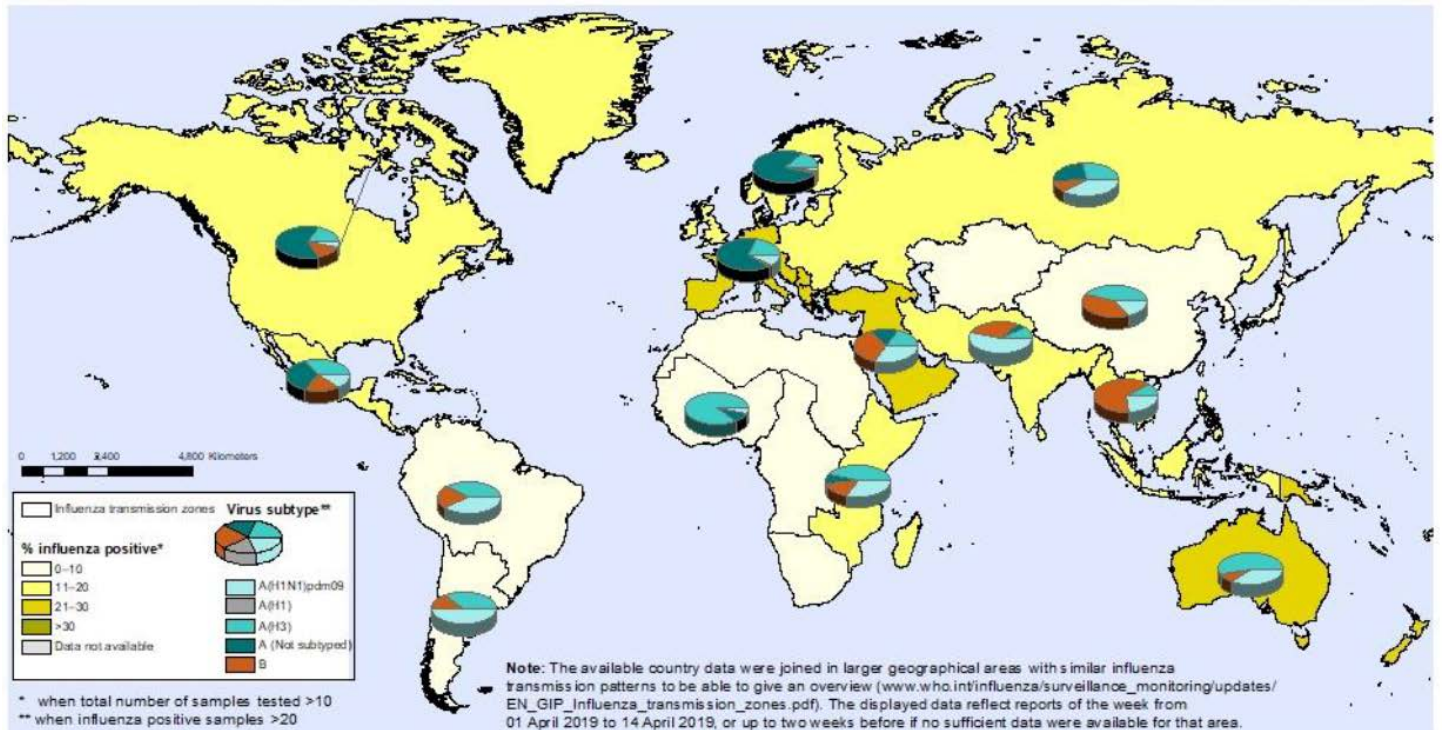 0 1,200 2,400 4,800 Kilometers
Influenza transmission zones
Virus subtype**
% influenza positive*
0–10
11–20
21–30
>30
Data not available
A(H1N1)pdm09
A(H1)
A(H3)
A (Not subtyped)
B
* when total number of samples tested >10
** when influenza positive samples >20
Note: The available country data were joined in larger geographical areas with similar influenza
transmission patterns to be able to give an overview (www.who.int/influenza/surveillance_monitoring/updates/
EN_GIP_Influenza_transmission_zones.pdf). The displayed data reflect reports of the week from
01 April 2019 to 14 April 2019, or up to two weeks before if no sufficient data were available for that area.